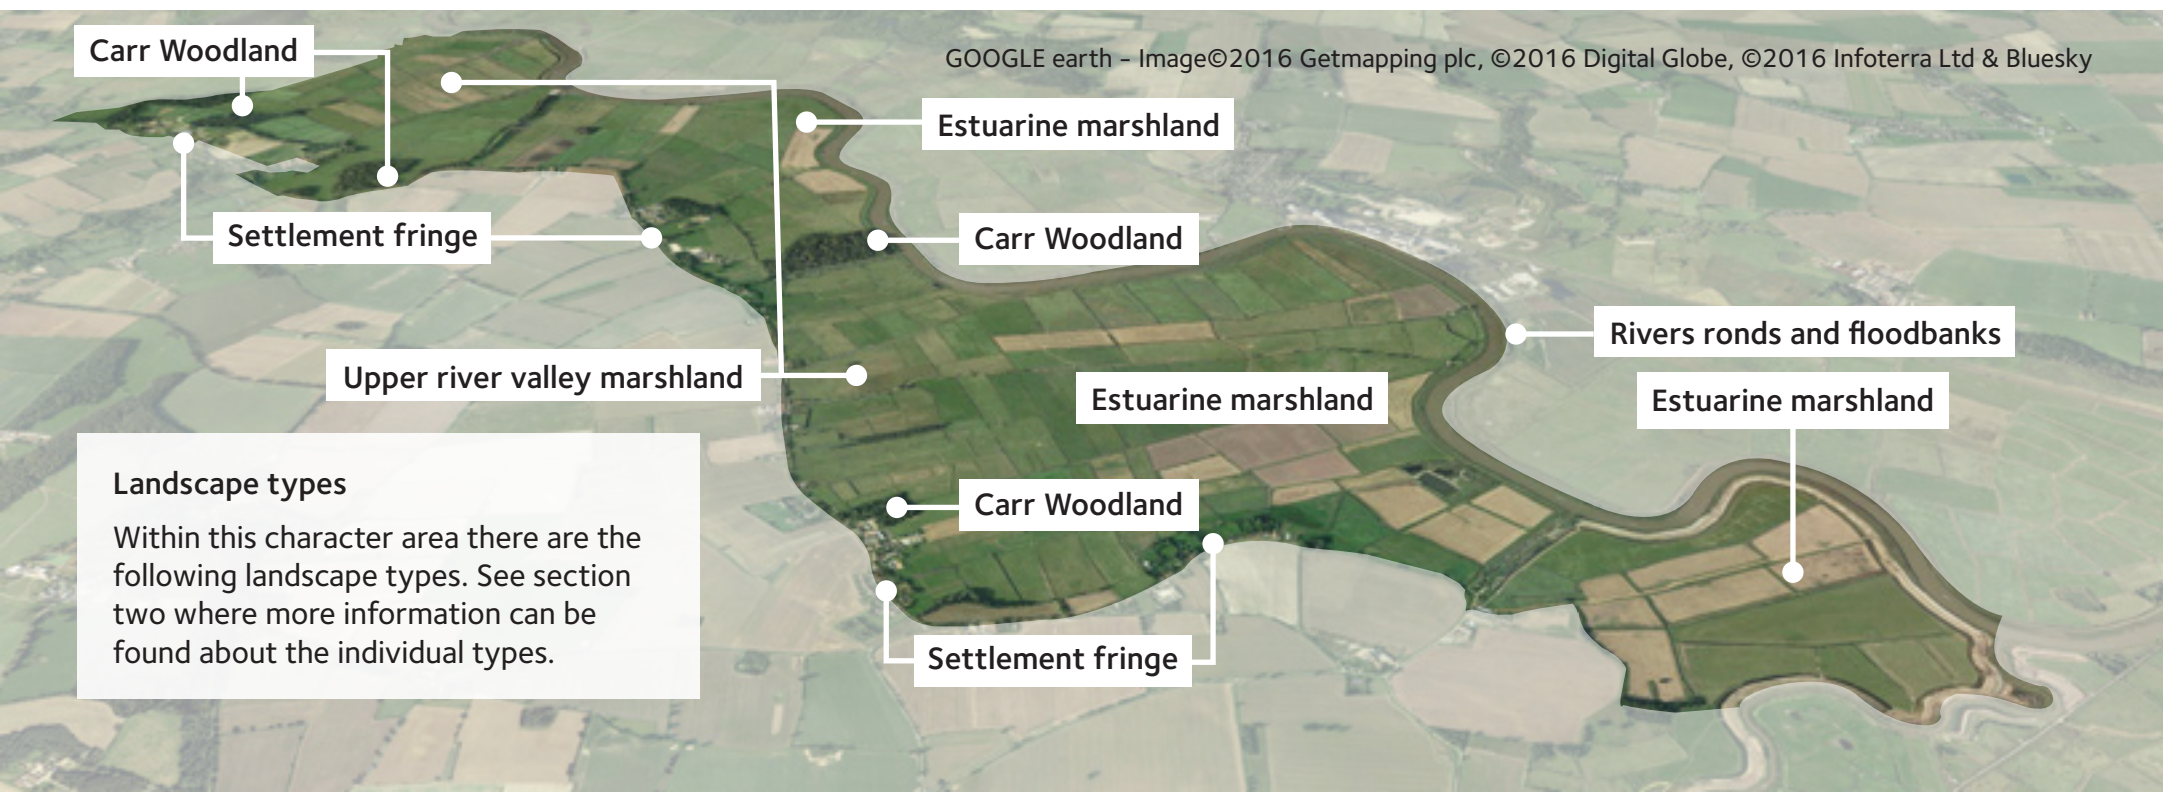 Carr Woodland
GOOGLE earth – Image©2016 Getmapping plc, ©2016 Digital Globe, ©2016 Infoterra Ltd & Bluesky
Estuarine marshland
Settlement fringe
Carr Woodland
Rivers ronds and floodbanks
Upper river valley marshland
Estuarine marshland
Estuarine marshland
Landscape types
Within this character area there are the
following landscape types. See section
two where more information can be
found about the individual types.
Carr Woodland
Settlement fringe